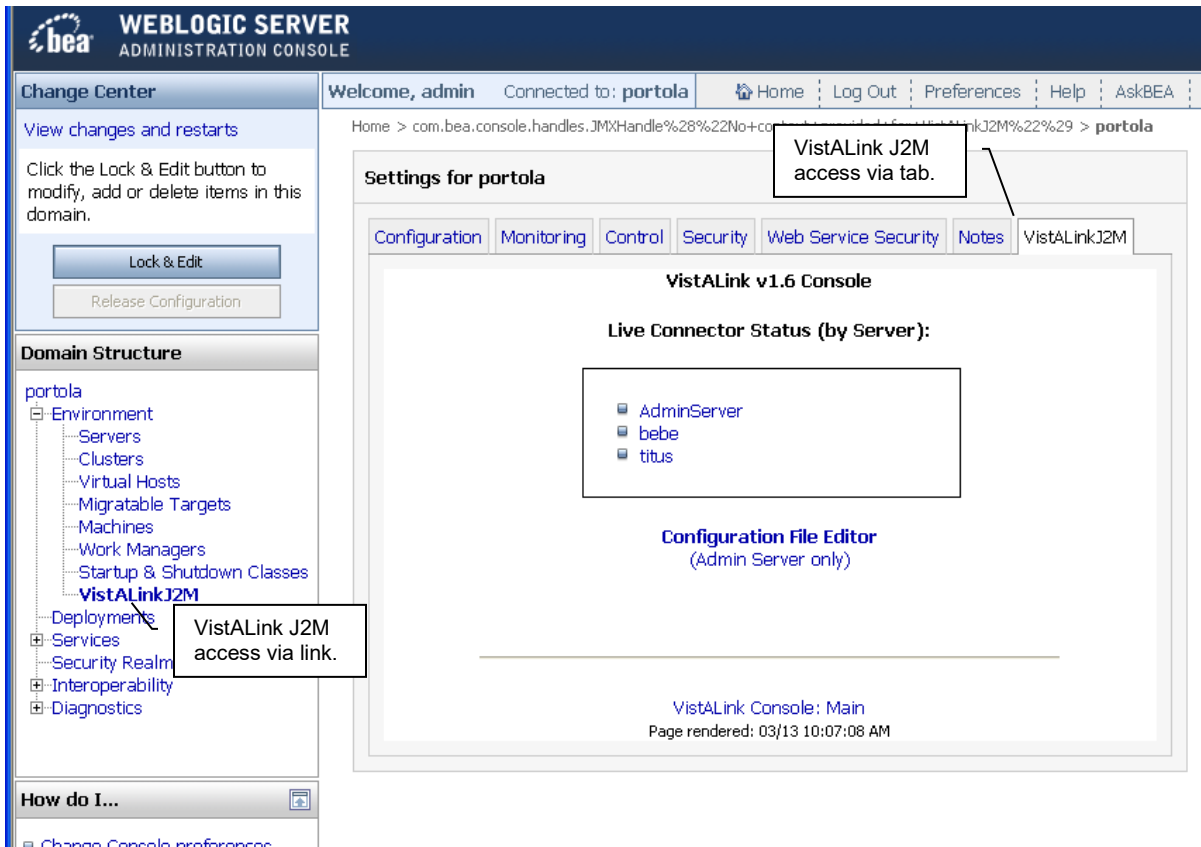 bea
WEBLOGIC SERVER
ADMINISTRATION CONSOLE
Change Center
View changes and restarts
Click the Lock & Edit button to
modify, add or delete items in this
domain.
Lock & Edit
Release Configuration
Domain Structure
portola
Environment
Servers
Clusters
Virtual Hosts
Migratable Targets
Machines
Work Managers
Startup & Shutdown Classes
VistALinkJ2M
Deployments
Services
Security Realm
Interoperability
Diagnostics
VistALink J2M
access via link.
How do I...
Change Console preferences
Welcome, admin Connected to: portola Home Log Out Preferences Help AskBEA
Home > com.bea.console.handles.JMXHandle%28%22No+ J2M%22%29 > portola
VistALink J2M
access via tab.
Settings for portola
Configuration Monitoring Control Security Web Service Security Notes VistALinkJ2M
VistALink v1.6 Console
Live Connector Status (by Server):
AdminServer
bebe
titus
Configuration File Editor
(Admin Server only)
VistALink Console: Main
Page rendered: 03/13 10:07:08 AM